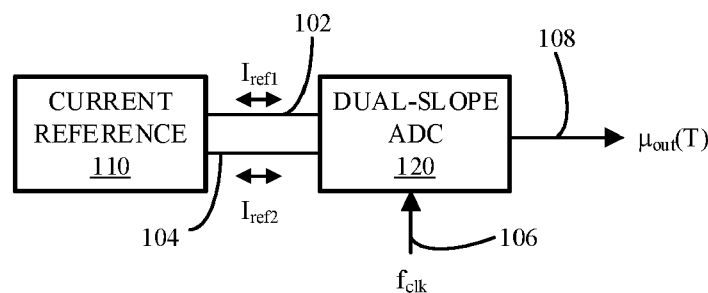 102
108
I_ref1
CURRENT
REFERENCE
110
DUAL-SLOPE
ADC
120
μ_out(T)
I_ref2
104
106
f_clk